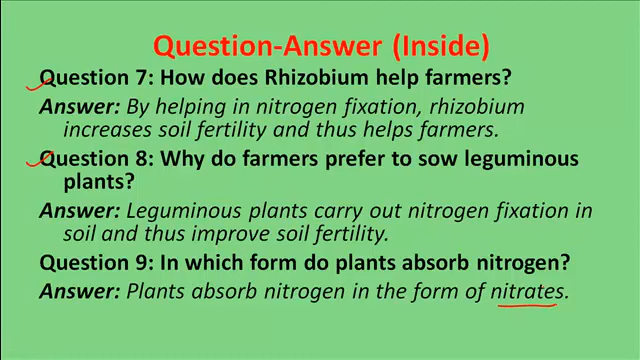 Question-Answer (Inside)
Question 7: How does Rhizobium help farmers?
Answer: By helping in nitrogen fixation, rhizobium
increases soil fertility and thus helps farmers.
Question 8: Why do farmers prefer to sow leguminous
plants?
Answer: Leguminous plants carry out nitrogen fixation in
soil and thus improve soil fertility.
Question 9: In which form do plants absorb nitrogen?
Answer: Plants absorb nitrogen in the form of nitrates.